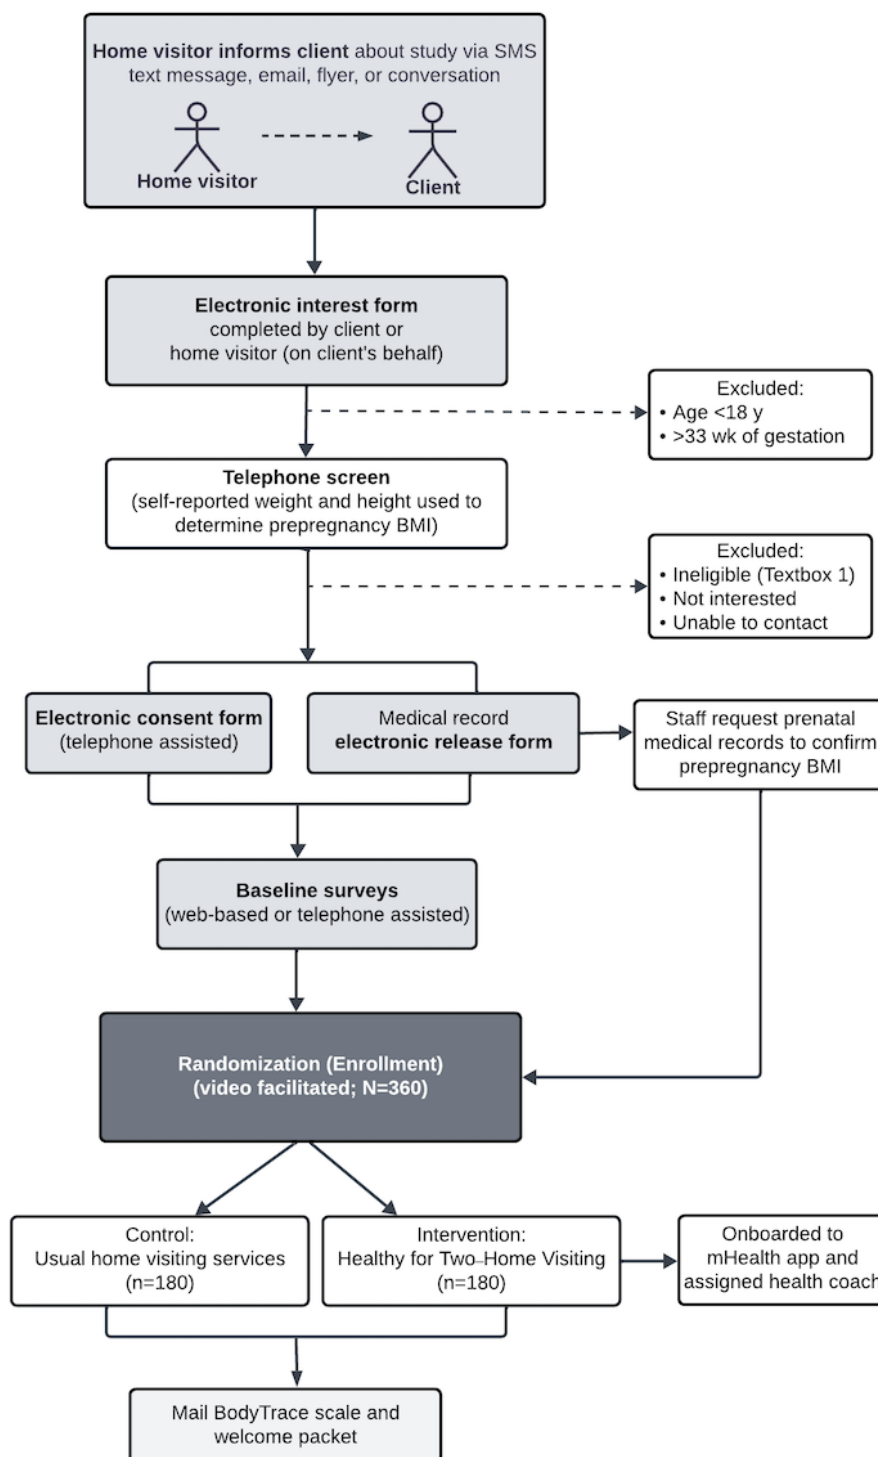 Home visitor informs client about study via SMS
text message, email, flyer, or conversation
Home visitor
Client
Electronic interest form
completed by client or
home visitor (on client's behalf)
Excluded:
• Age <18 y
• >33 wk of gestation
Telephone screen
(self-reported weight and height used to
determine prepregnancy BMI)
Excluded:
• Ineligible (Textbox 1)
• Not interested
• Unable to contact
Electronic consent form
(telephone assisted)
Medical record
electronic release form
Staff request prenatal
medical records to confirm
prepregnancy BMI
Baseline surveys
(web-based or telephone assisted)
Randomization (Enrollment)
(video facilitated; N=360)
Control:
Usual home visiting services
(n=180)
Intervention:
Healthy for Two–Home Visiting
(n=180)
Onboarded to
mHealth app and
assigned health coach
Mail BodyTrace scale and
welcome packet